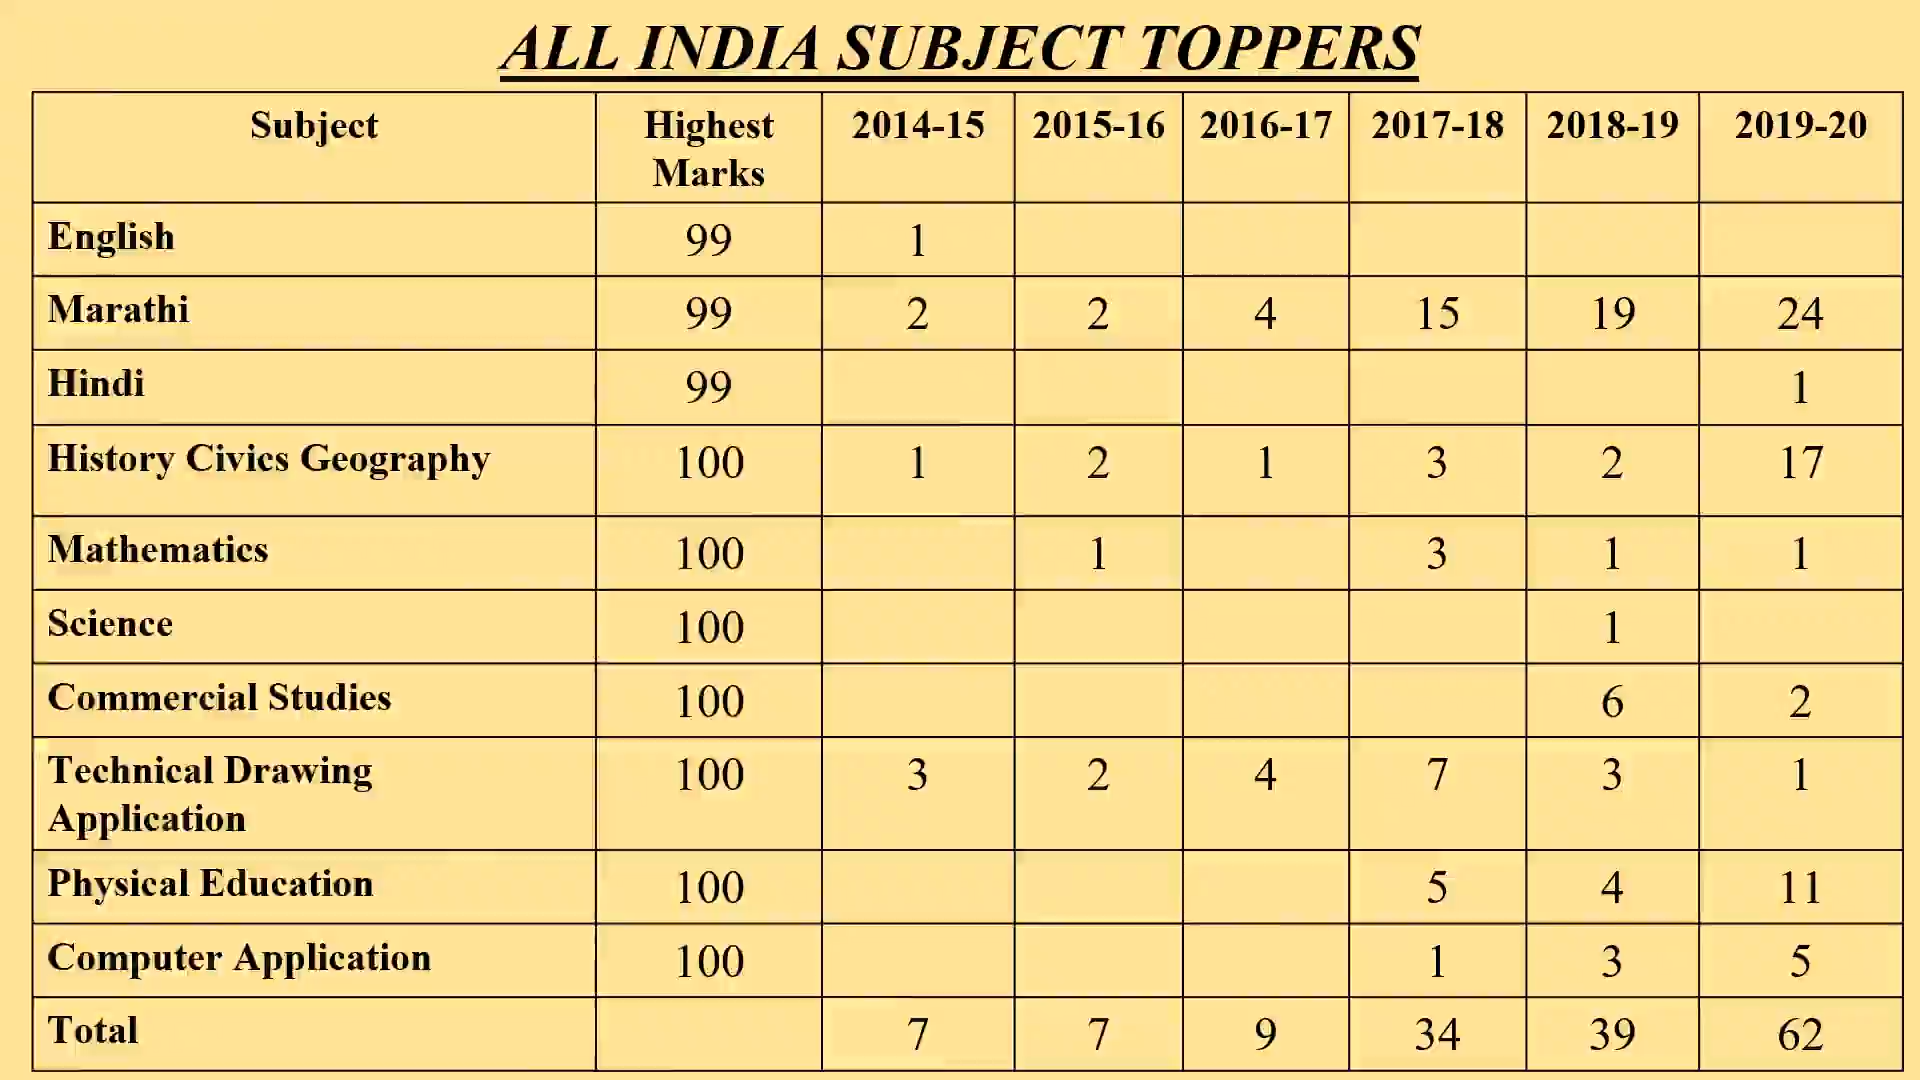 ALL INDIA SUBJECT TOPPERS
Subject Highest Marks 2014-15 2015-16 2016-17 2017-18 2018-19 2019-20
English 99 1
Marathi 99 2 2 4 15 19 24
Hindi 99 1
History Civics Geography 100 1 2 1 3 2 17
Mathematics 100 1 3 1 1
Science 100 1
Commercial Studies 100 6 2
Technical Drawing Application 100 3 2 4 7 3 1
Physical Education 100 5 4 11
Computer Application 100 1 3 5
Total 7 7 9 34 39 62